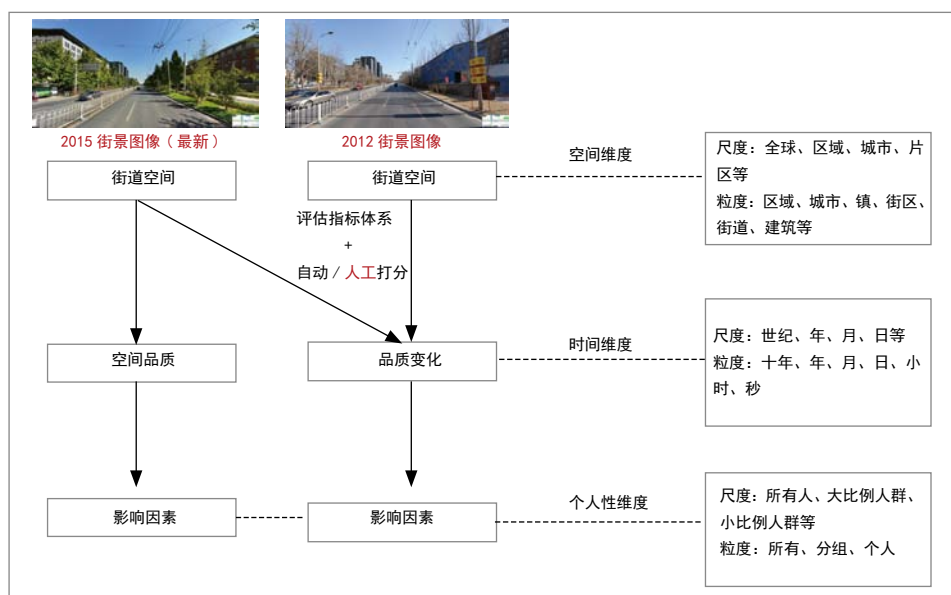 2015 街景图像（最新）
2012 街景图像
空间维度
尺度：全球、区域、城市、片
区等
粒度：区域、城市、镇、街区、
街道、建筑等
街道空间
街道空间
评估指标体系
+
自动/人工打分
空间品质
品质变化
时间维度
尺度：世纪、年、月、日等
粒度：十年、年、月、日、小
时、秒
影响因素
影响因素
个人性维度
尺度：所有人、大比例人群、
小比例人群等
粒度：所有、分组、个人